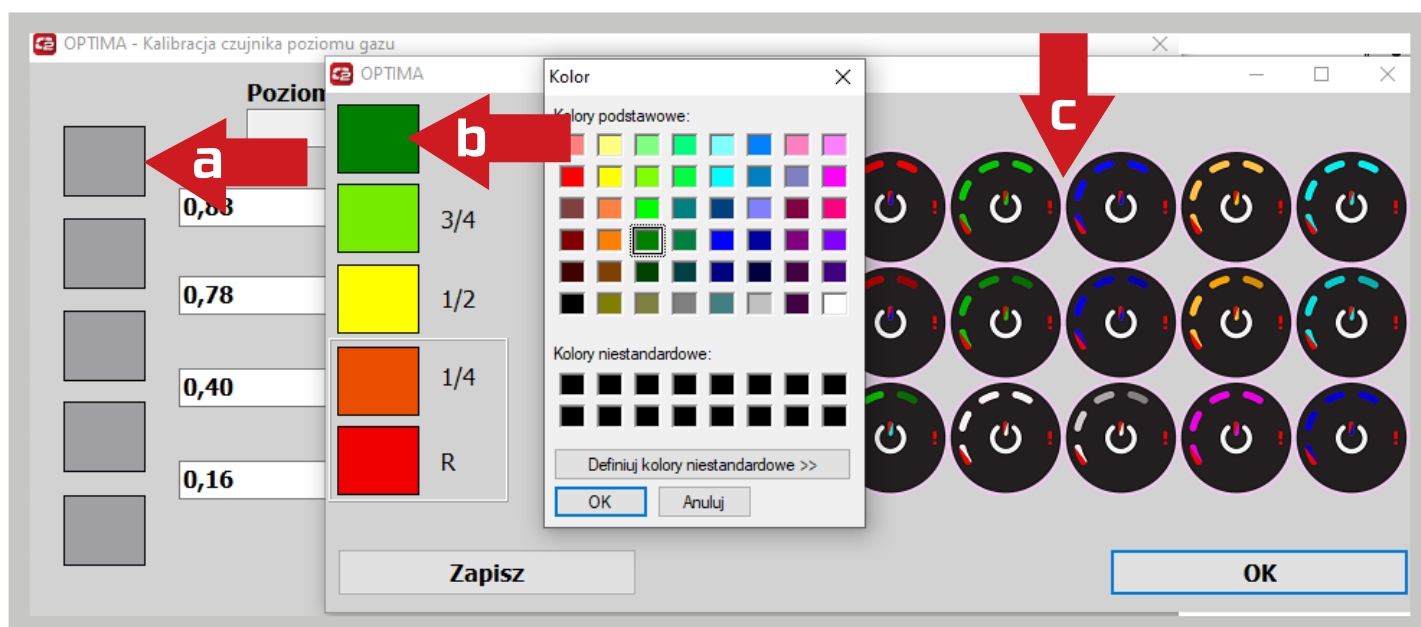 OPTIMA - Kalibracja czujnika poziomu gazu
OPTIMA
Kolor
Kolory podstawowe:
a
b
c
0,88
0,78
0,40
0,16
3/4
1/2
1/4
R
Kolory niestandardowe:
Definiuj kolory niestandardowe >>
OK
Anuluj
Zapisz
OK